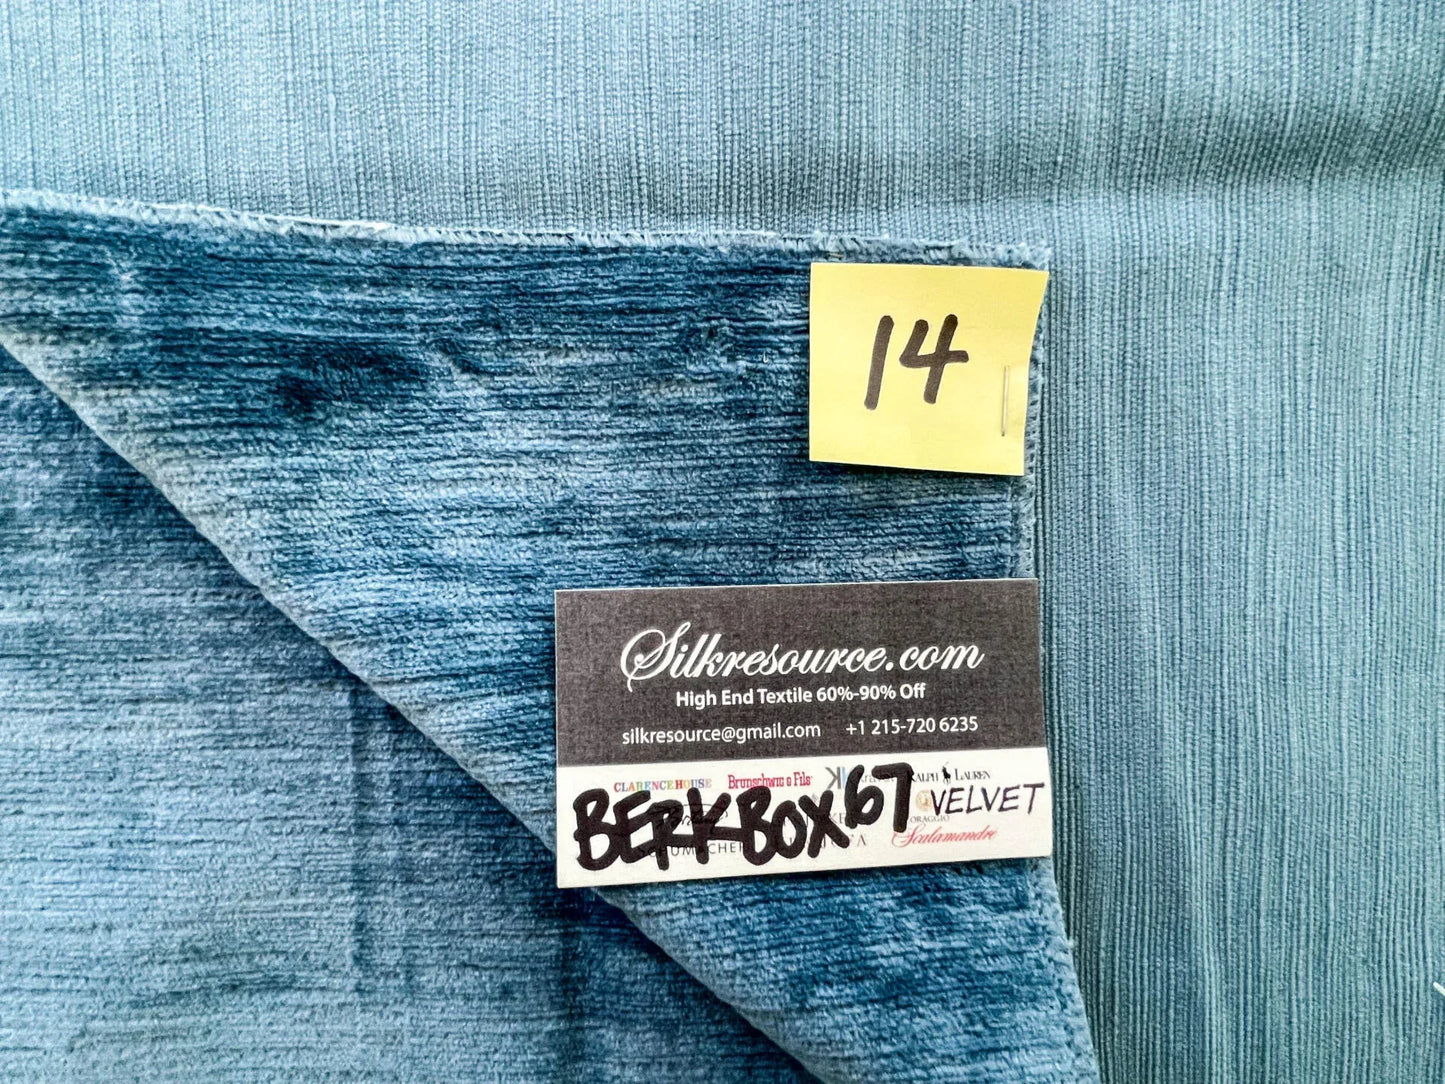 14
Silkresource.com
High End Textile 60%-90% Off
silkresource@gmail.com +1 215-720 6235
CLARENCE HOUSE Brunschwig & Fils RALPH LAUREN
BERKBOX67 VELVET
Scalamandré